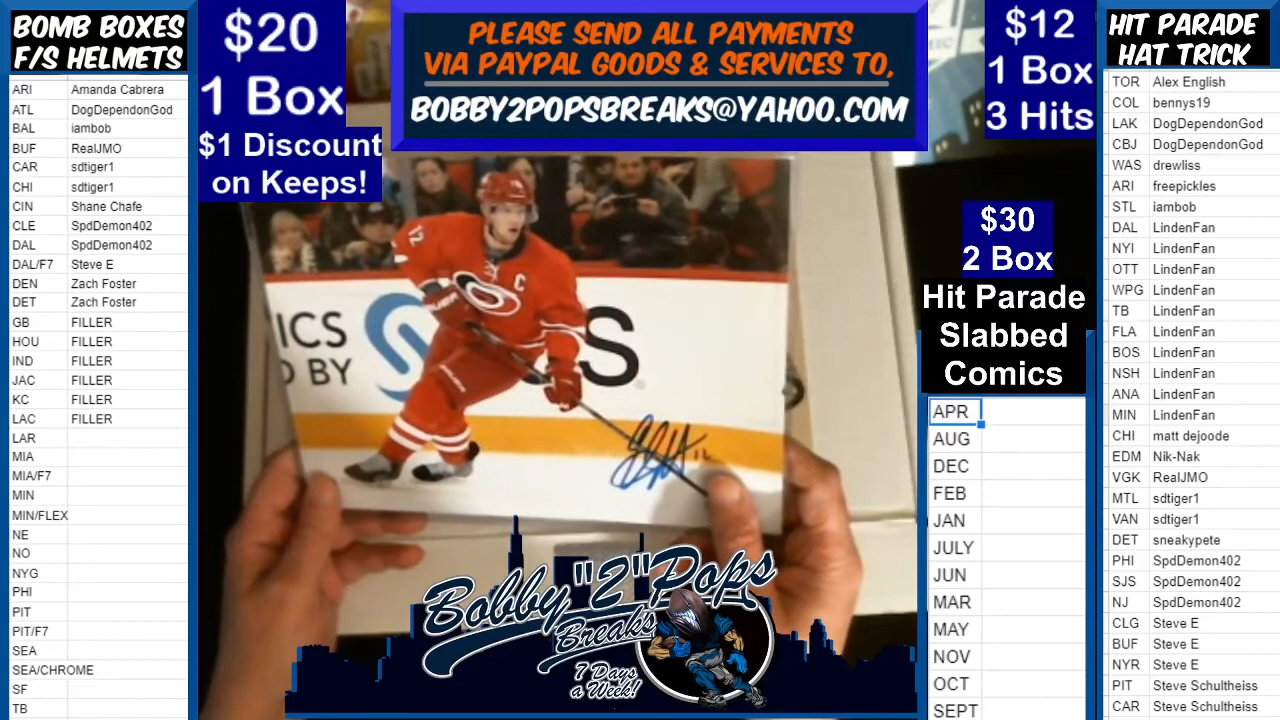 BOMB BOXES
F/S HELMETS
ARI Amanda Cabrera
ATL DogDependonGod
BAL iambob
BUF RealJMO
CAR sdtiger1
CHI sdtiger1
CIN Shane Chafe
CLE SpdDemon402
DAL SpdDemon402
DAL/F7 Steve E
DEN Zach Foster
DET Zach Foster
GB FILLER
HOU FILLER
IND FILLER
JAC FILLER
KC FILLER
LAC FILLER
LAR
MIA
MIA/F7
MIN
MIN/FLEX
NE
NO
NYG
PHI
PIT
PIT/F7
SEA
SEA/CHROME
SF
TB
$20
1 Box
$1 Discount
on Keeps!
PLEASE SEND ALL PAYMENTS
VIA PAYPAL GOODS & SERVICES TO,
BOBBY2POPSBREAKS@YAHOO.COM
12
C
ICS
D BY
S
12
Bobby "2" Pops
Breaks
7 Days
a Week!
$12
1 Box
3 Hits
$30
2 Box
Hit Parade
Slabbed
Comics
APR
AUG
DEC
FEB
JAN
JULY
JUN
MAR
MAY
NOV
OCT
SEPT
HIT PARADE
HAT TRICK
TOR Alex English
COL bennys19
LAK DogDependonGod
CBJ DogDependonGod
WAS drewliss
ARI freepickles
STL iambob
DAL LindenFan
NYI LindenFan
OTT LindenFan
WPG LindenFan
TB LindenFan
FLA LindenFan
BOS LindenFan
NSH LindenFan
ANA LindenFan
MIN LindenFan
CHI matt dejoode
EDM Nik-Nak
VGK RealJMO
MTL sdtiger1
VAN sdtiger1
DET sneakypete
PHI SpdDemon402
SJS SpdDemon402
NJ SpdDemon402
CLG Steve E
BUF Steve E
NYR Steve E
PIT Steve Schultheiss
CAR Steve Schultheiss